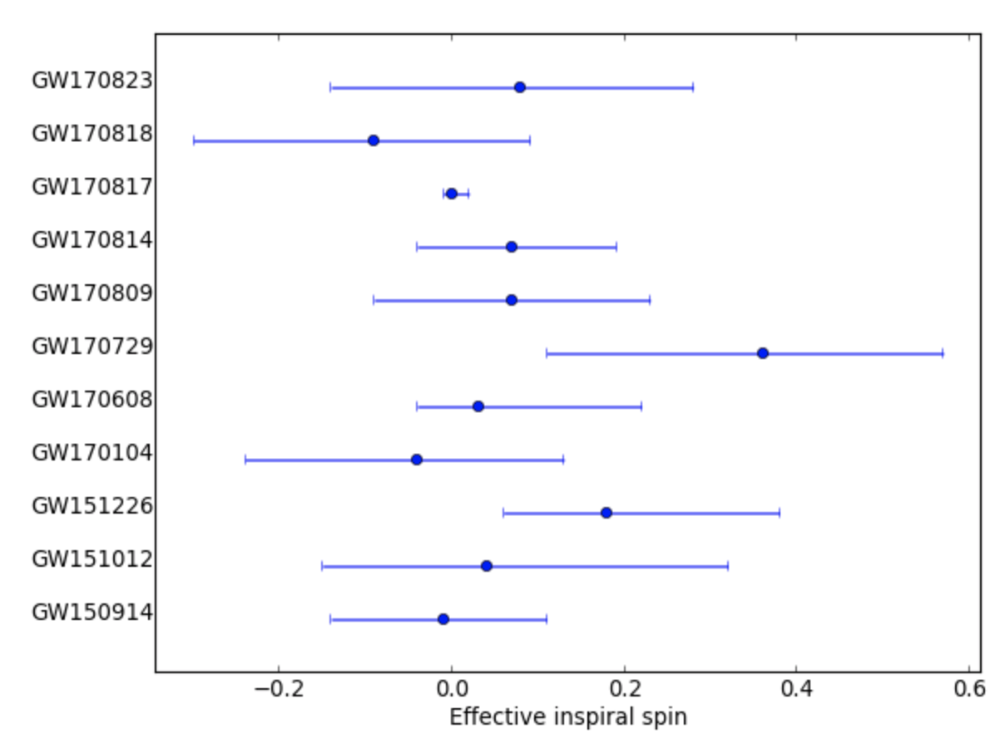 GW170823
GW170818
GW170817
GW170814
GW170809
GW170729
GW170608
GW170104
GW151226
GW151012
GW150914
−0.2 0.0 0.2 0.4 0.6
Effective inspiral spin